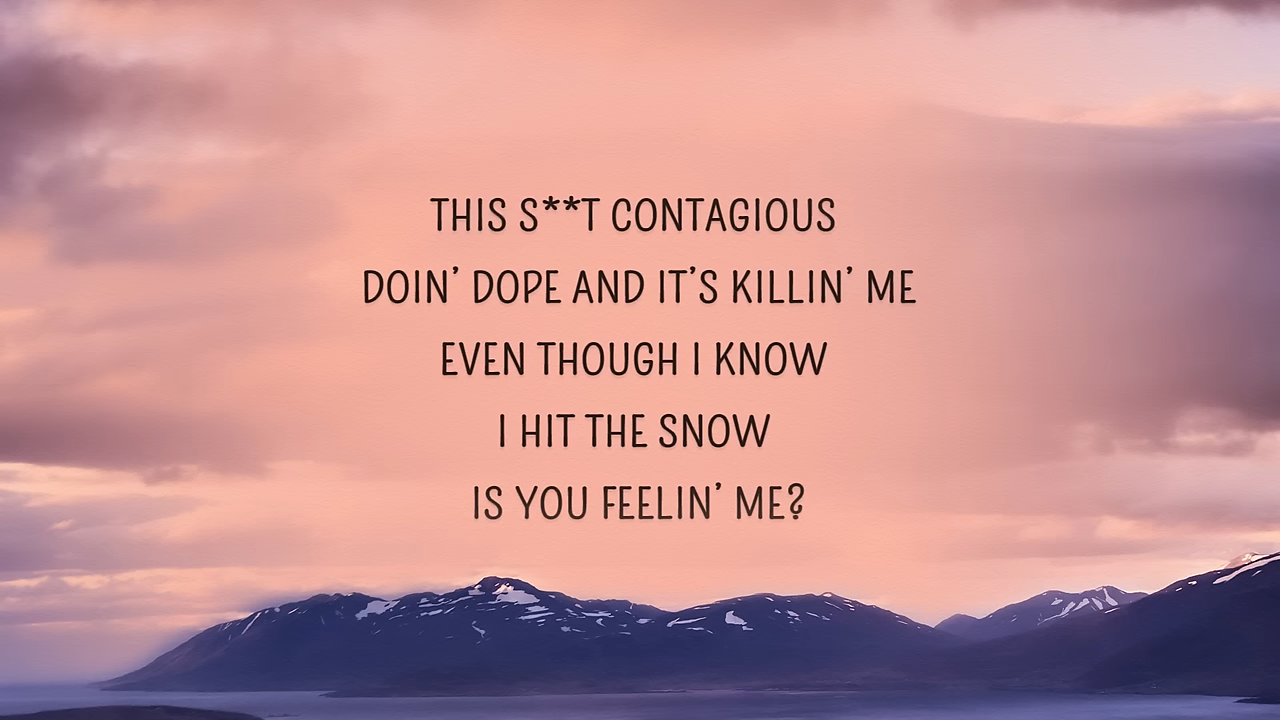 THIS S**T CONTAGIOUS
DOIN' DOPE AND IT'S KILLIN' ME
EVEN THOUGH I KNOW
I HIT THE SNOW
IS YOU FEELIN' ME?